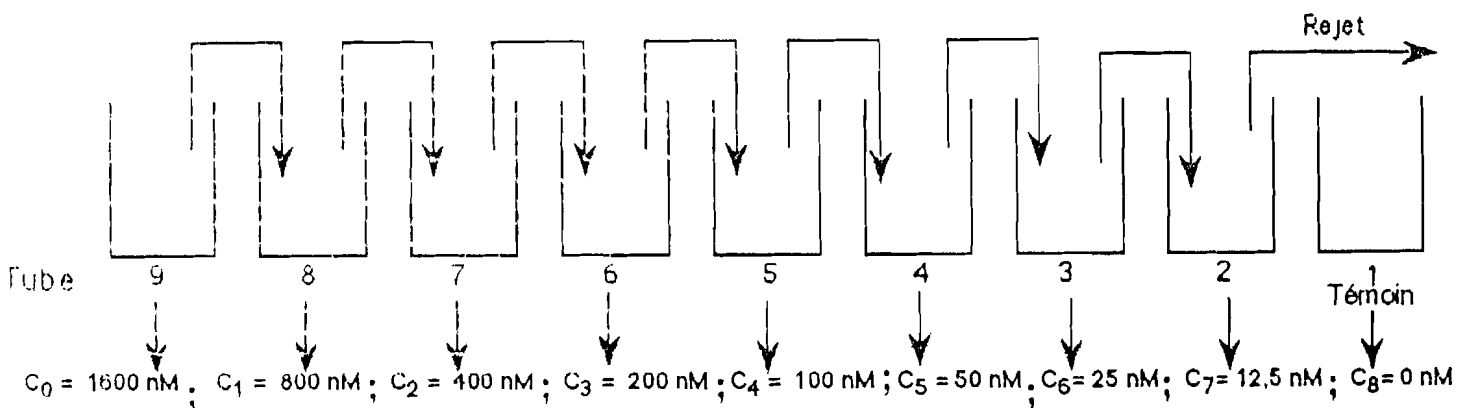 Rejet
Tube 9 8 7 6 5 4 3 2 1
Témoin
C0 = 1600 nM ; C1 = 800 nM ; C2 = 400 nM ; C3 = 200 nM ; C4 = 100 nM ; C5 = 50 nM ; C6 = 25 nM ; C7 = 12,5 nM ; C8 = 0 nM